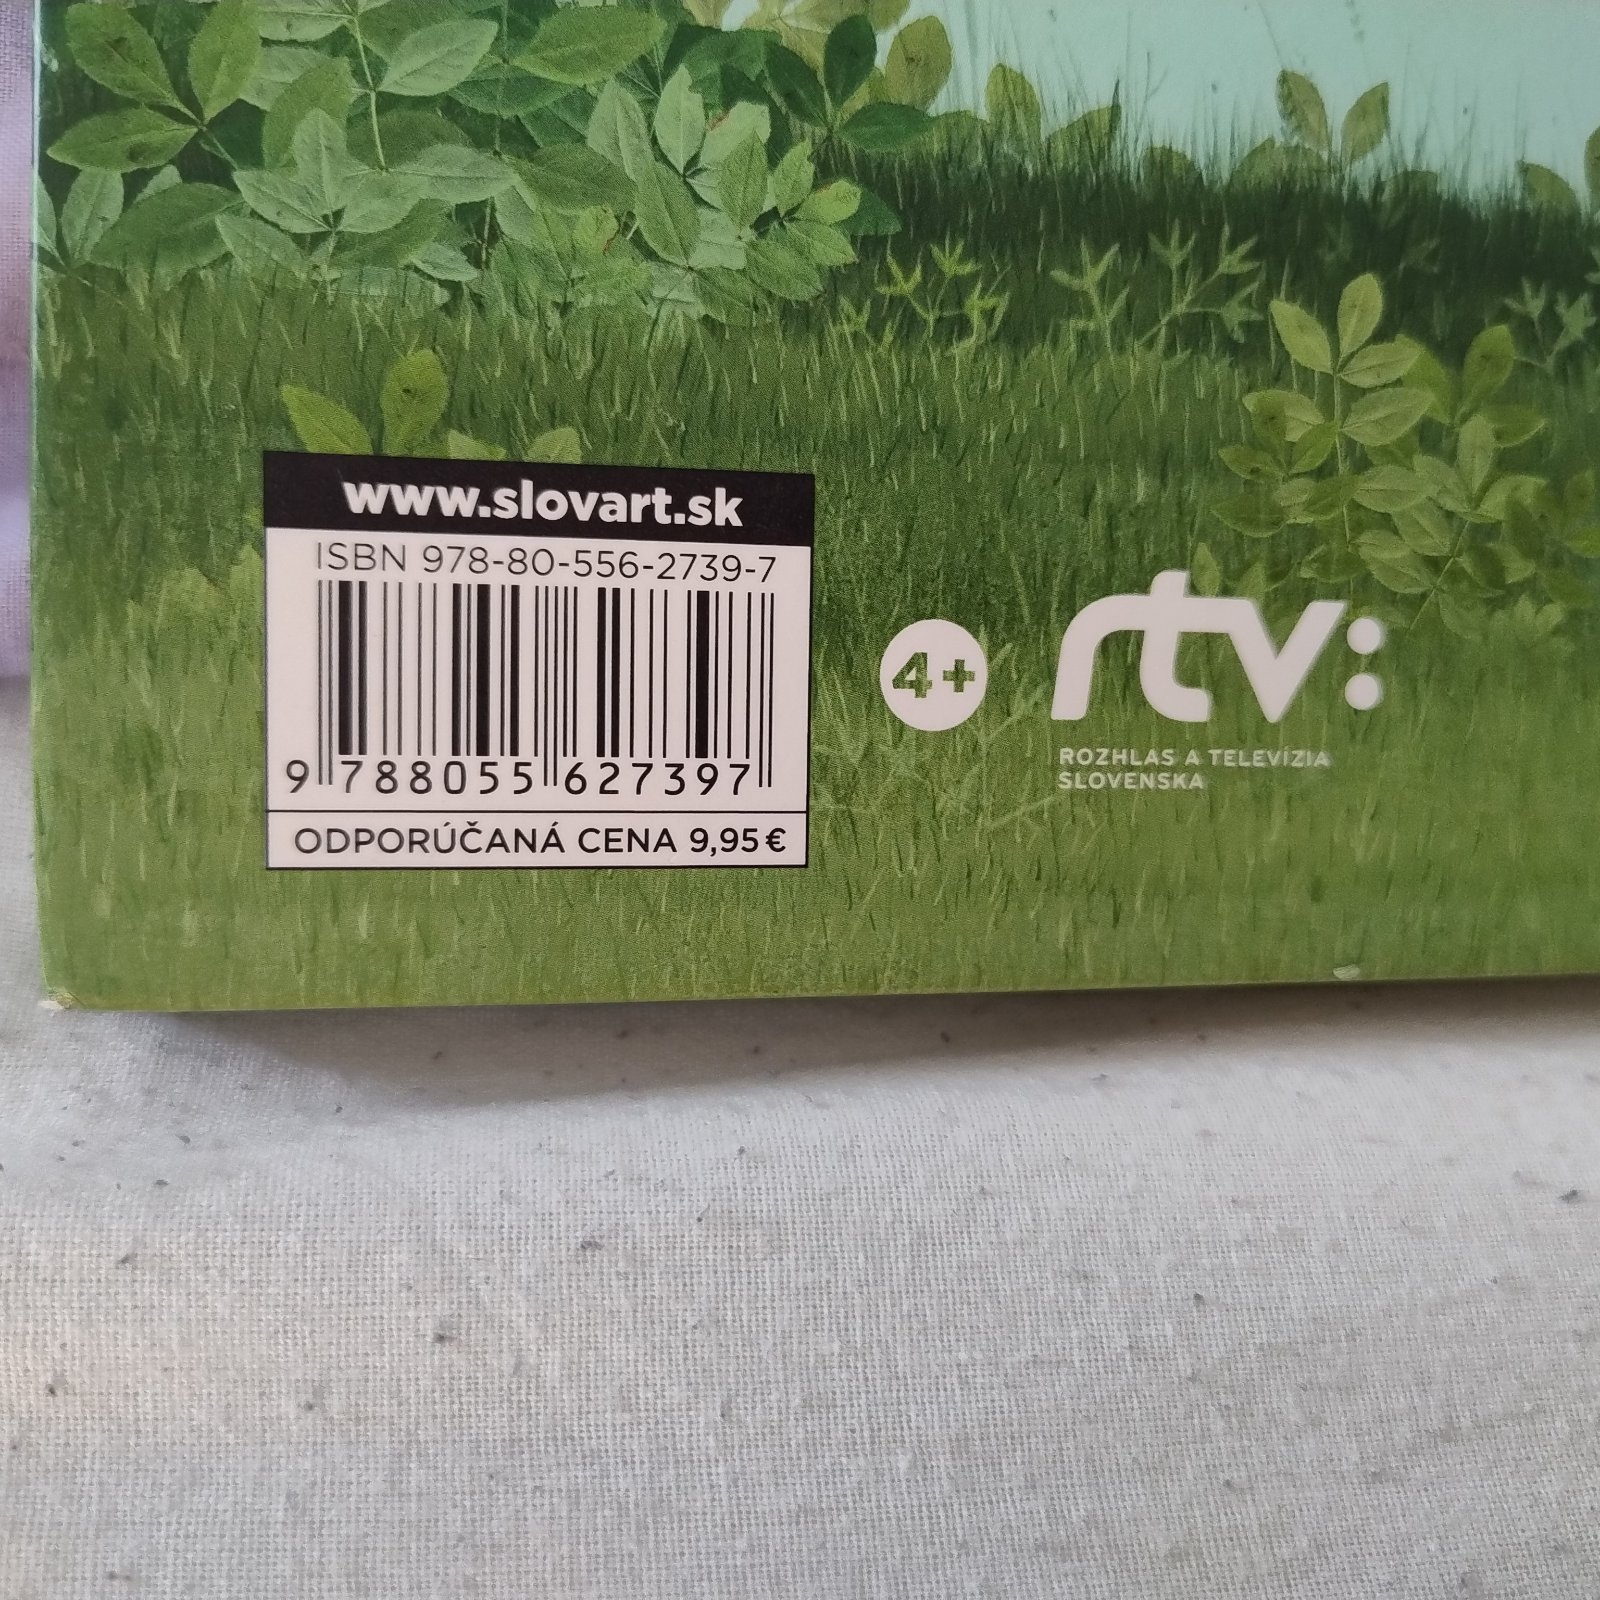 www.slovart.sk
ISBN 978-80-556-2739-7
9 788055 627397
ODPORÚČANÁ CENA 9,95 €
4+
rtv:
ROZHLAS A TELEVÍZIA
SLOVENSKA